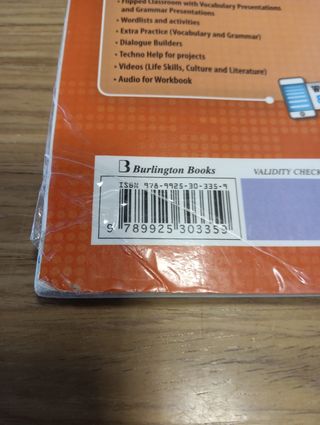 • Flipped Classroom with Vocabulary Presentations
and Grammar Presentations
• Wordlists and activities
• Extra Practice (Vocabulary and Grammar)
• Dialogue Builders
• Techno Help for projects
• Videos (Life Skills, Culture and Literature)
• Audio for Workbook
B Burlington Books
VALIDITY CHECK
ISBN 978-9925-30-335-9
9 789925 303359